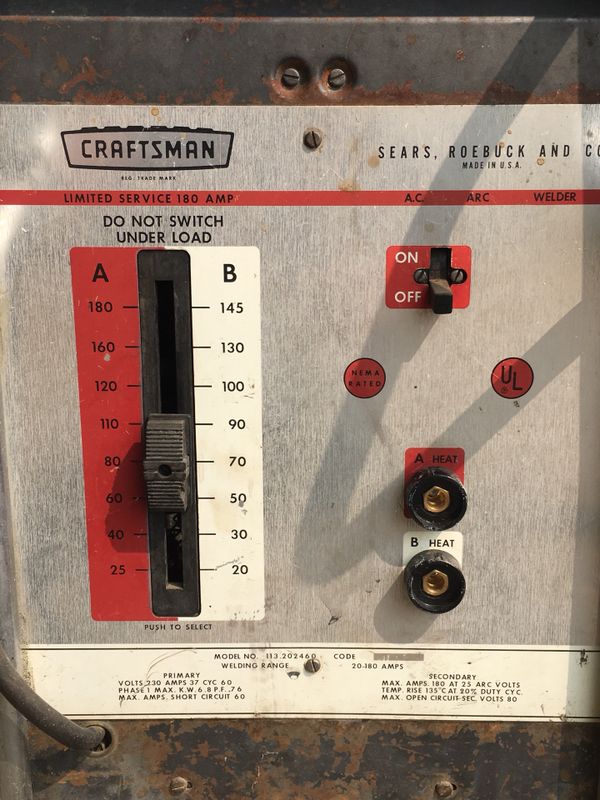 CRAFTSMAN
REG. TRADE MARK
SEARS, ROEBUCK AND CO
MADE IN U.S.A.
LIMITED SERVICE 180 AMP A.C. ARC WELDER
DO NOT SWITCH
UNDER LOAD
A B
180 145
160 130
120 100
110 90
80 70
60 50
40 30
25 20
PUSH TO SELECT
ON
OFF
NEMA
RATED
UL
®
A HEAT
B HEAT
MODEL NO. 113.202460 CODE
WELDING RANGE 20-180 AMPS
PRIMARY
VOLTS 230 AMPS 37 CYC 60
PHASE 1 MAX. K.W. 6.8 P.F. .76
MAX. AMPS. SHORT CIRCUIT 60
SECONDARY
MAX. AMPS. 180 AT 25 ARC VOLTS
TEMP. RISE 135°C AT 20% DUTY CYC.
MAX. OPEN CIRCUIT SEC. VOLTS 80